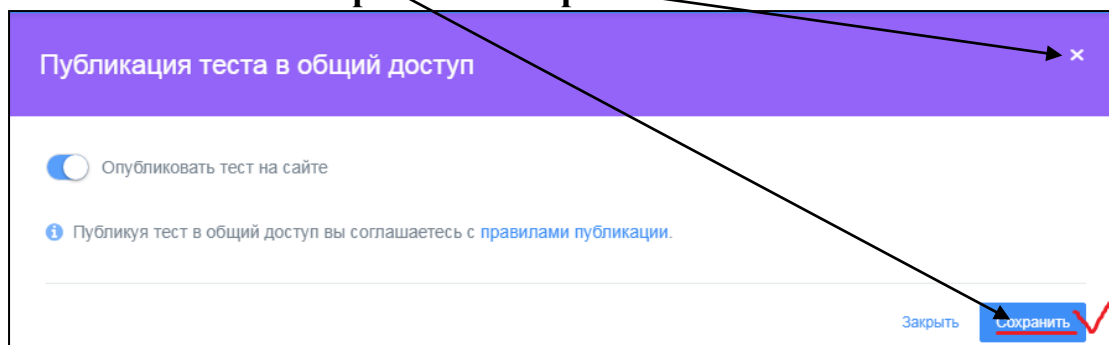 Публикация теста в общий доступ
Опубликовать тест на сайте
Публикуя тест в общий доступ вы соглашаетесь с правилами публикации.
Закрыть Сохранить